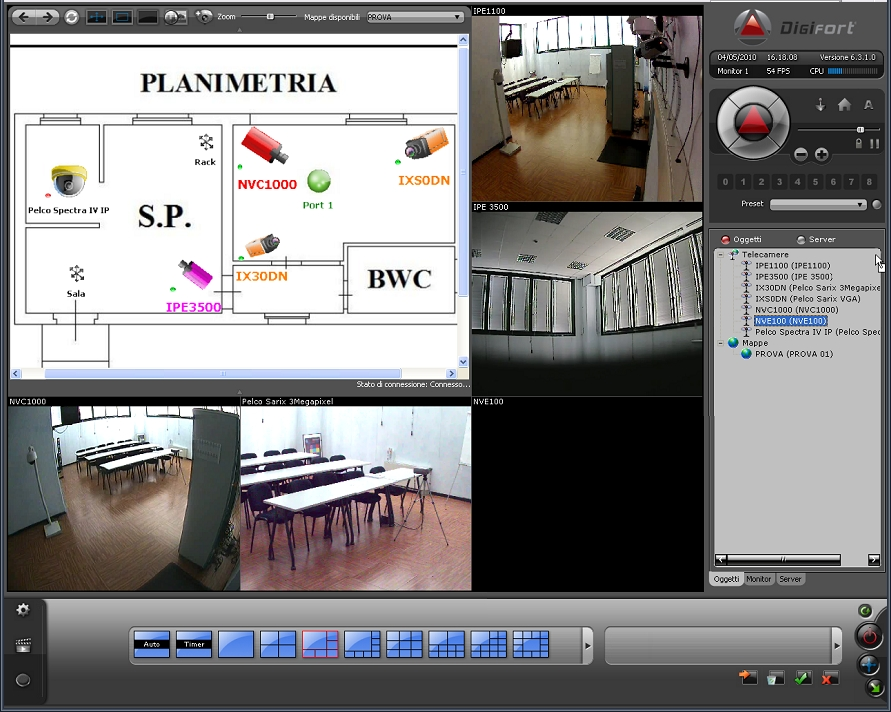 Zoom
Mappe disponibili
PROVA
PLANIMETRIA
Rack
NVC1000
IXS0DN
Port 1
Pelco Spectra IV IP
S.P.
IX30DN
BWC
Sala
IPE3500
Stato di connessione: Connesso...
IPE1100
IPE 3500
NVC1000
Pelco Sarix 3Megapixel
NVE100
Digifort
04/05/2010 16.18.08 Versione 6.3.1.0
Monitor 1 54 FPS CPU
A
0 1 2 3 4 5 6 7 8
Preset
Oggetti Server
Telecamere
IPE1100 (IPE1100)
IPE3500 (IPE 3500)
IX30DN (Pelco Sarix 3Megapixe
IXS0DN (Pelco Sarix VGA)
NVC1000 (NVC1000)
NVE100 (NVE100)
Pelco Spectra IV IP (Pelco Spec
Mappe
PROVA (PROVA 01)
Oggetti Monitor Server
Auto Timer